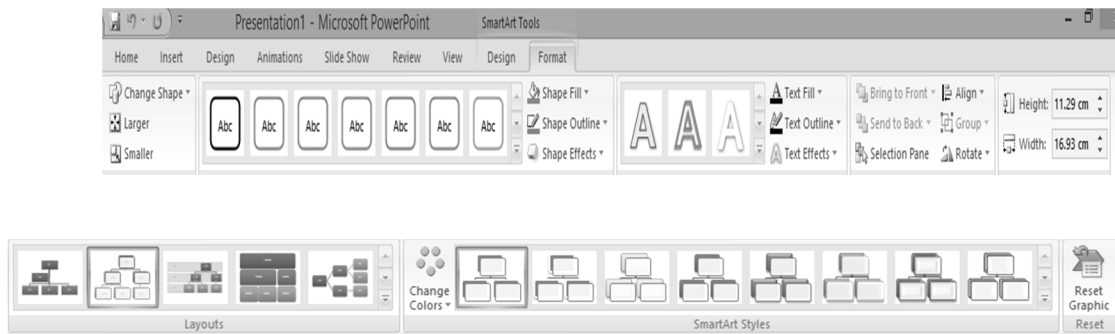 Presentation1 - Microsoft PowerPoint SmartArt Tools
Home Insert Design Animations Slide Show Review View Design Format
Change Shape Abc Abc Abc Abc Abc Abc Abc Shape Fill A A A Text Fill Bring to Front Align Height: 11.29 cm
Larger Shape Outline Text Outline Send to Back Group Width: 16.93 cm
Smaller Shape Effects Text Effects Selection Pane Rotate
Change
Colors
Reset
Graphic
Layouts SmartArt Styles Reset